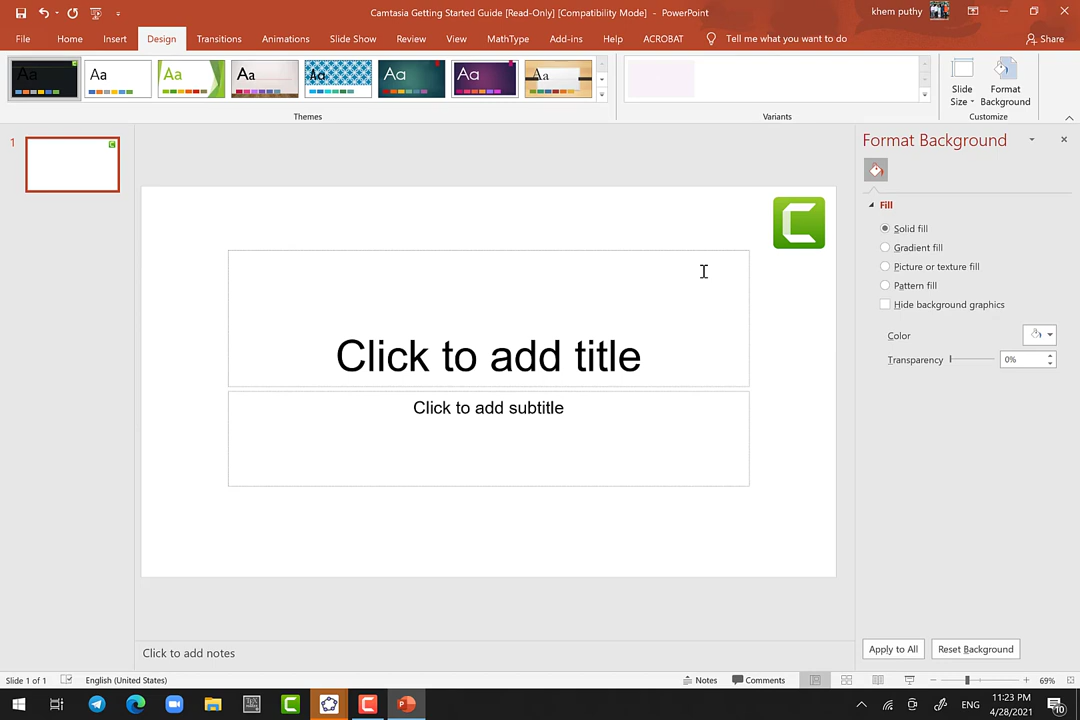 Camtasia Getting Started Guide [Read-Only] [Compatibility Mode] - PowerPoint
khem puthy
File Home Insert Design Transitions Animations Slide Show Review View MathType Add-ins Help ACROBAT Tell me what you want to do Share
Aa Aa Aa Aa Aa Aa Aa Aa
Slide Size
Format Background
Themes
Variants
Customize
1
Format Background
Fill
Solid fill
Gradient fill
Picture or texture fill
Pattern fill
Hide background graphics
Color
Transparency 0%
Click to add title
Click to add subtitle
Apply to All
Reset Background
Click to add notes
Slide 1 of 1 English (United States) Notes Comments 69%
ENG
11:23 PM
4/28/2021
10